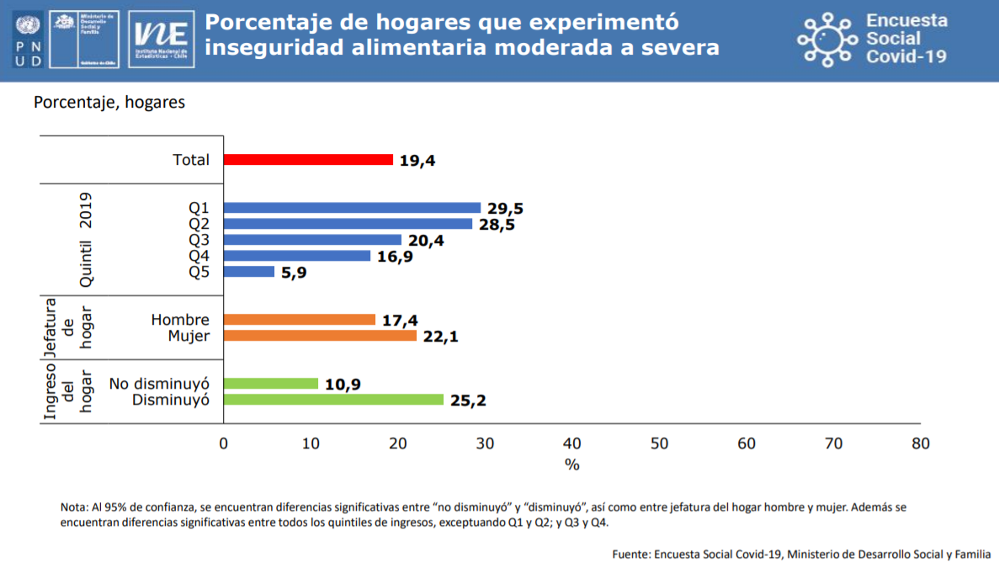 Porcentaje de hogares que experimentó
inseguridad alimentaria moderada a severa
P N
U D
Ministerio de
Desarrollo
Social y
Familia
Gobierno de Chile
INE
Instituto Nacional de
Estadísticas - Chile
Encuesta
Social
Covid-19
Porcentaje, hogares
Total
19,4
Quintil 2019
Q1
29,5
Q2
28,5
Q3
20,4
Q4
16,9
Q5
5,9
Jefatura
de
hogar
Hombre
17,4
Mujer
22,1
Ingreso
del
hogar
No disminuyó
10,9
Disminuyó
25,2
0 10 20 30 40 50 60 70 80
%
Nota: Al 95% de confianza, se encuentran diferencias significativas entre “no disminuyó” y “disminuyó”, así como entre jefatura del hogar hombre y mujer. Además se
encuentran diferencias significativas entre todos los quintiles de ingresos, exceptuando Q1 y Q2; y Q3 y Q4.
Fuente: Encuesta Social Covid-19, Ministerio de Desarrollo Social y Familia